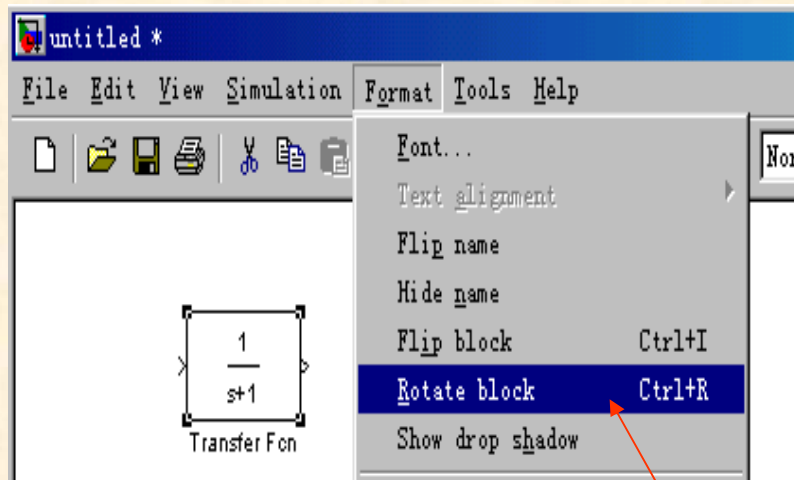 untitled *
File Edit View Simulation Format Tools Help
Font...
Text alignment
Flip name
Hide name
Flip block Ctrl+I
Rotate block Ctrl+R
Show drop shadow
1
s+1
Transfer Fcn